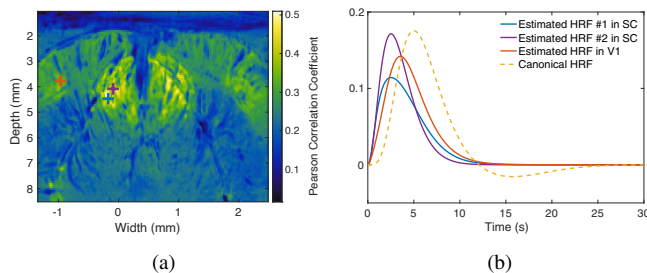 2
3
4
5
6
7
8
Depth (mm)
-1
0
1
2
Width (mm)
0.5
0.4
0.3
0.2
0.1
Pearson Correlation Coefficient
(a)
0.2
0.1
0
Estimated HRF #1 in SC
Estimated HRF #2 in SC
Estimated HRF in V1
Canonical HRF
0
5
10
15
20
25
30
Time (s)
(b)